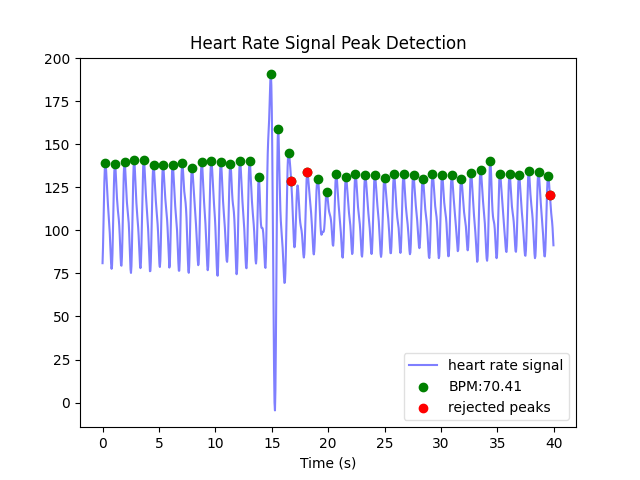 Heart Rate Signal Peak Detection
200
175
150
125
100
75
50
25
0
heart rate signal
BPM:70.41
rejected peaks
0 5 10 15 20 25 30 35 40
Time (s)